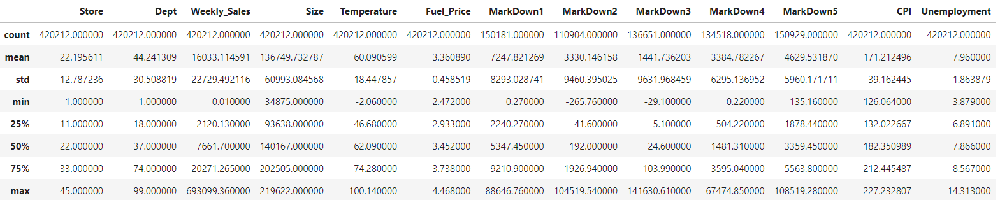 Store Dept Weekly_Sales Size Temperature Fuel_Price MarkDown1 MarkDown2 MarkDown3 MarkDown4 MarkDown5 CPI Unemployment
count 420212.000000 420212.000000 420212.000000 420212.000000 420212.000000 420212.000000 150181.000000 110904.000000 136651.000000 134518.000000 150929.000000 420212.000000 420212.000000
mean 22.195611 44.241309 16033.114591 136749.732787 60.090599 3.360890 7247.821269 3330.146158 1441.736203 3384.782267 4629.531870 171.212496 7.960000
std 12.787236 30.508819 22729.492116 60993.084568 18.447857 0.458519 8293.028741 9460.395025 9631.968459 6295.136952 5960.171711 39.162445 1.863879
min 1.000000 1.000000 0.010000 34875.000000 -2.060000 2.472000 0.270000 -265.760000 -29.100000 0.220000 135.160000 126.064000 3.879000
25% 11.000000 18.000000 2120.130000 93638.000000 46.680000 2.933000 2240.270000 41.600000 5.100000 504.220000 1878.440000 132.022667 6.891000
50% 22.000000 37.000000 7661.700000 140167.000000 62.090000 3.452000 5347.450000 192.000000 24.600000 1481.310000 3359.450000 182.350989 7.866000
75% 33.000000 74.000000 20271.265000 202505.000000 74.280000 3.738000 9210.900000 1926.940000 103.990000 3595.040000 5563.800000 212.445487 8.567000
max 45.000000 99.000000 693099.360000 219622.000000 100.140000 4.468000 88646.760000 104519.540000 141630.610000 67474.850000 108519.280000 227.232807 14.313000